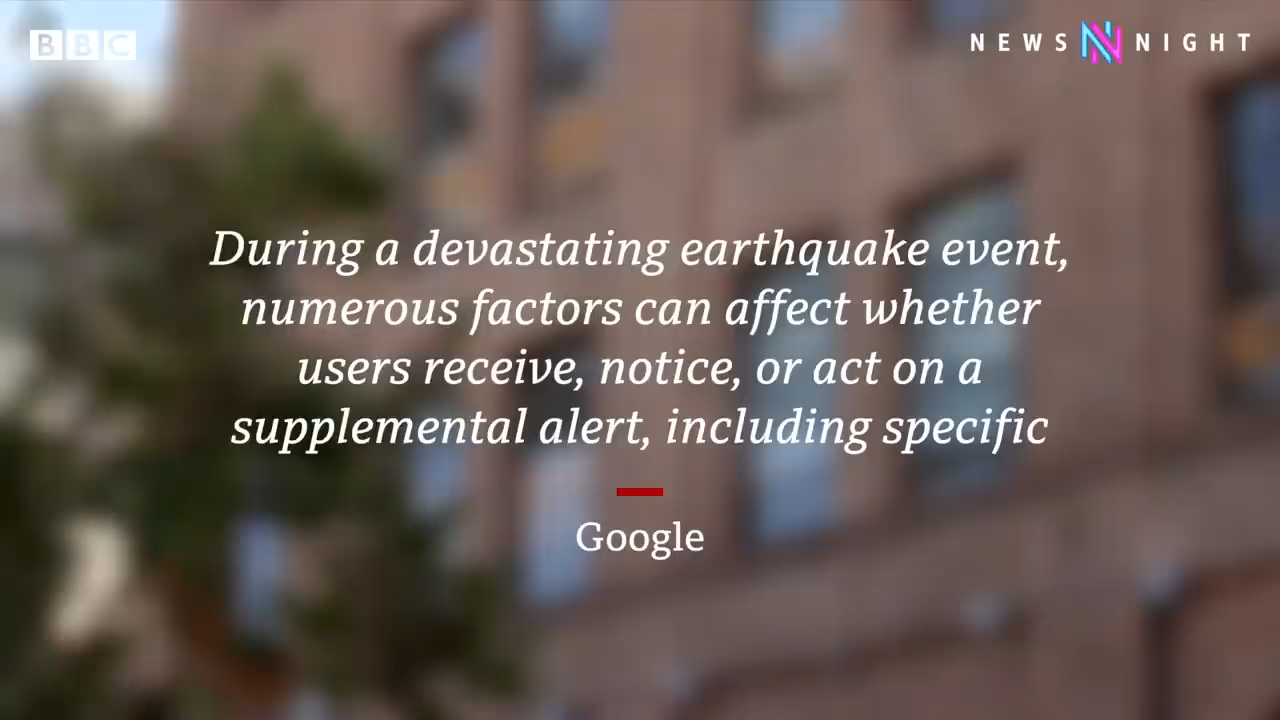 BBC
NEWS NIGHT
During a devastating earthquake event,
numerous factors can affect whether
users receive, notice, or act on a
supplemental alert, including specific
Google